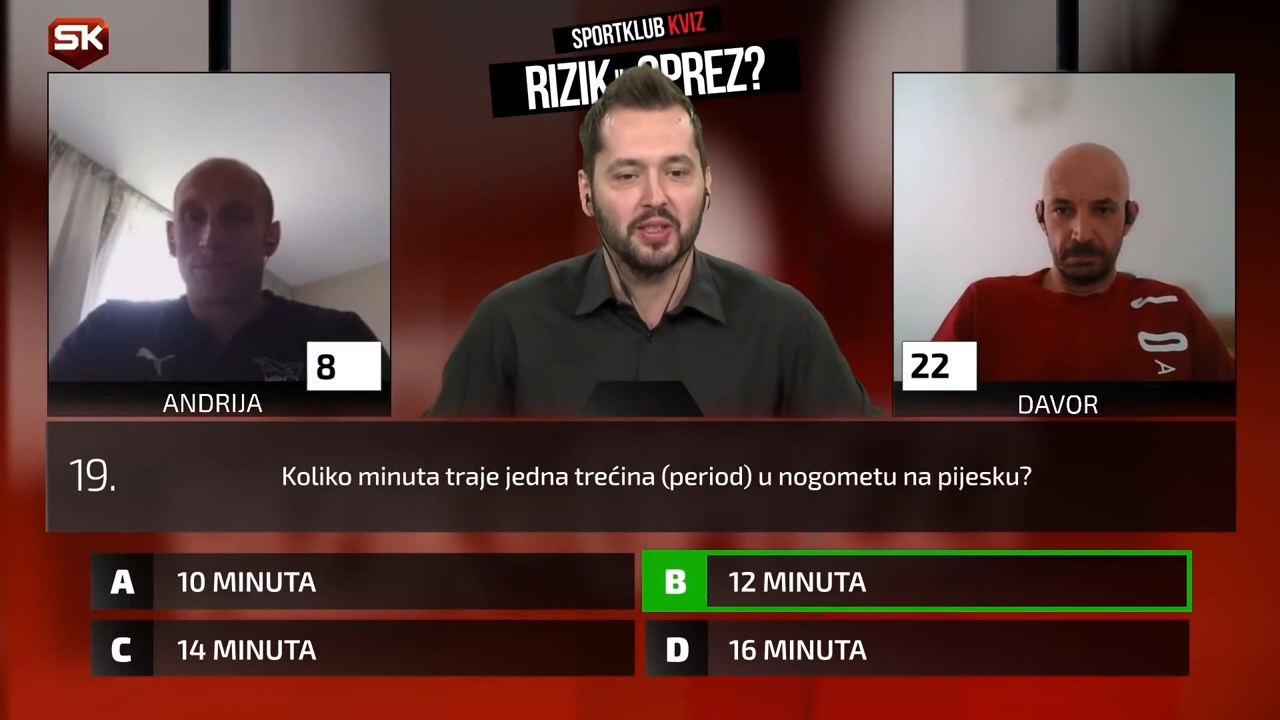 SK
SPORTKLUB KVIZ
RIZIK OPREZ?
8
ANDRIJA
22
DAVOR
19.
Koliko minuta traje jedna trećina (period) u nogometu na pijesku?
A 10 MINUTA
B 12 MINUTA
C 14 MINUTA
D 16 MINUTA